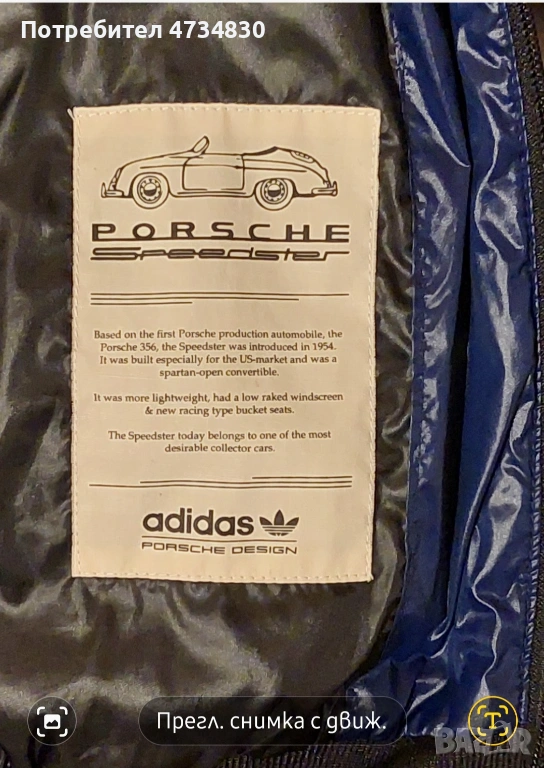 Потребител 4734830
PORSCHE
Speedster
Based on the first Porsche production automobile, the
Porsche 356, the Speedster was introduced in 1954.
It was built especially for the US-market and was a
spartan-open convertible.
It was more lightweight, had a low raked windscreen
& new racing type bucket seats.
The Speedster today belongs to one of the most
desirable collector cars.
adidas
PORSCHE DESIGN
Прегл. снимка с движ.
T
BAZAR